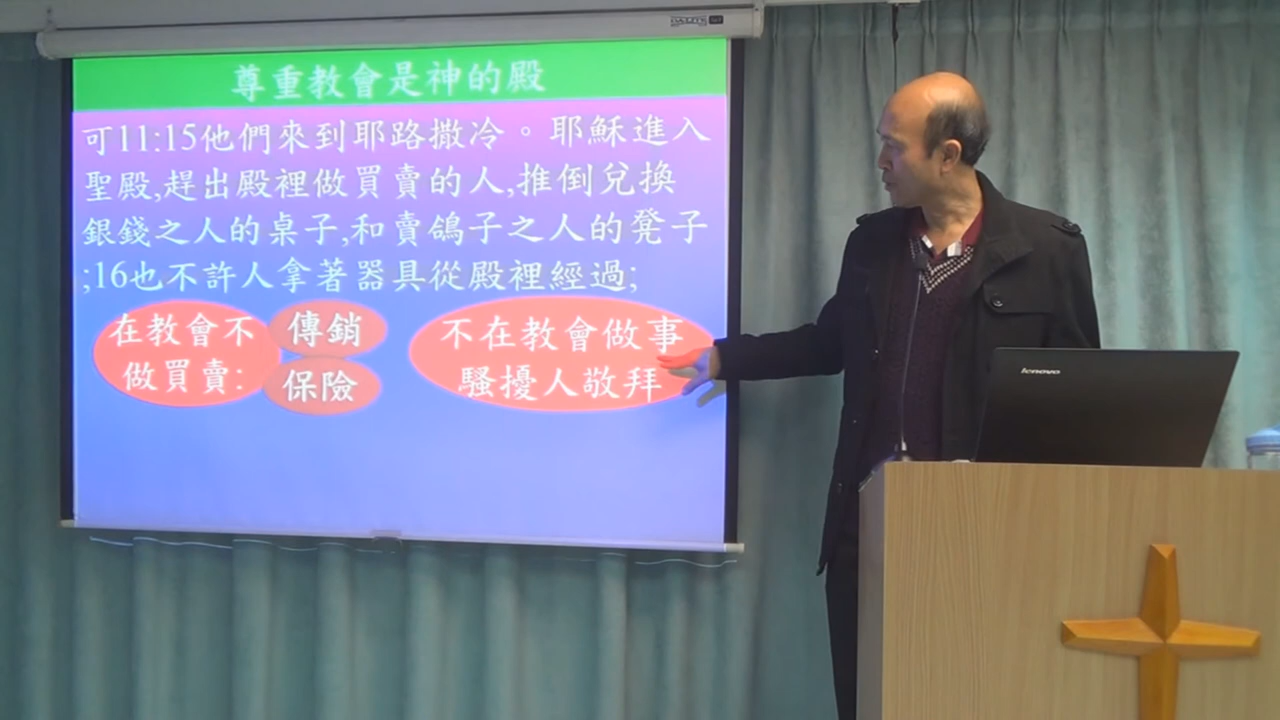 尊重教會是神的殿
可11:15他們來到耶路撒冷。耶穌進入
聖殿,趕出殿裡做買賣的人,推倒兌換
銀錢之人的桌子,和賣鴿子之人的凳子
;16也不許人拿著器具從殿裡經過;
在教會不
做買賣:
傳銷
保險
不在教會做事
騷擾人敬拜
lenovo
DA-LITE